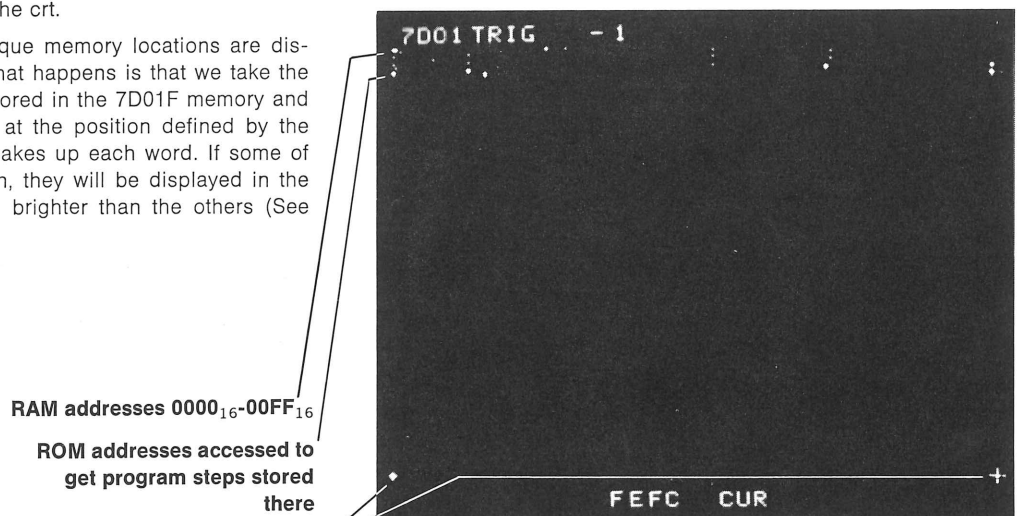 he crt.
que memory locations are dis-
hat happens is that we take the
ored in the 7D01F memory and
at the position defined by the
akes up each word. If some of
n, they will be displayed in the
brighter than the others (See
7D01 TRIG -1
RAM addresses 0000₁₆-00FF₁₆
ROM addresses accessed to
get program steps stored
there
FEFC CUR